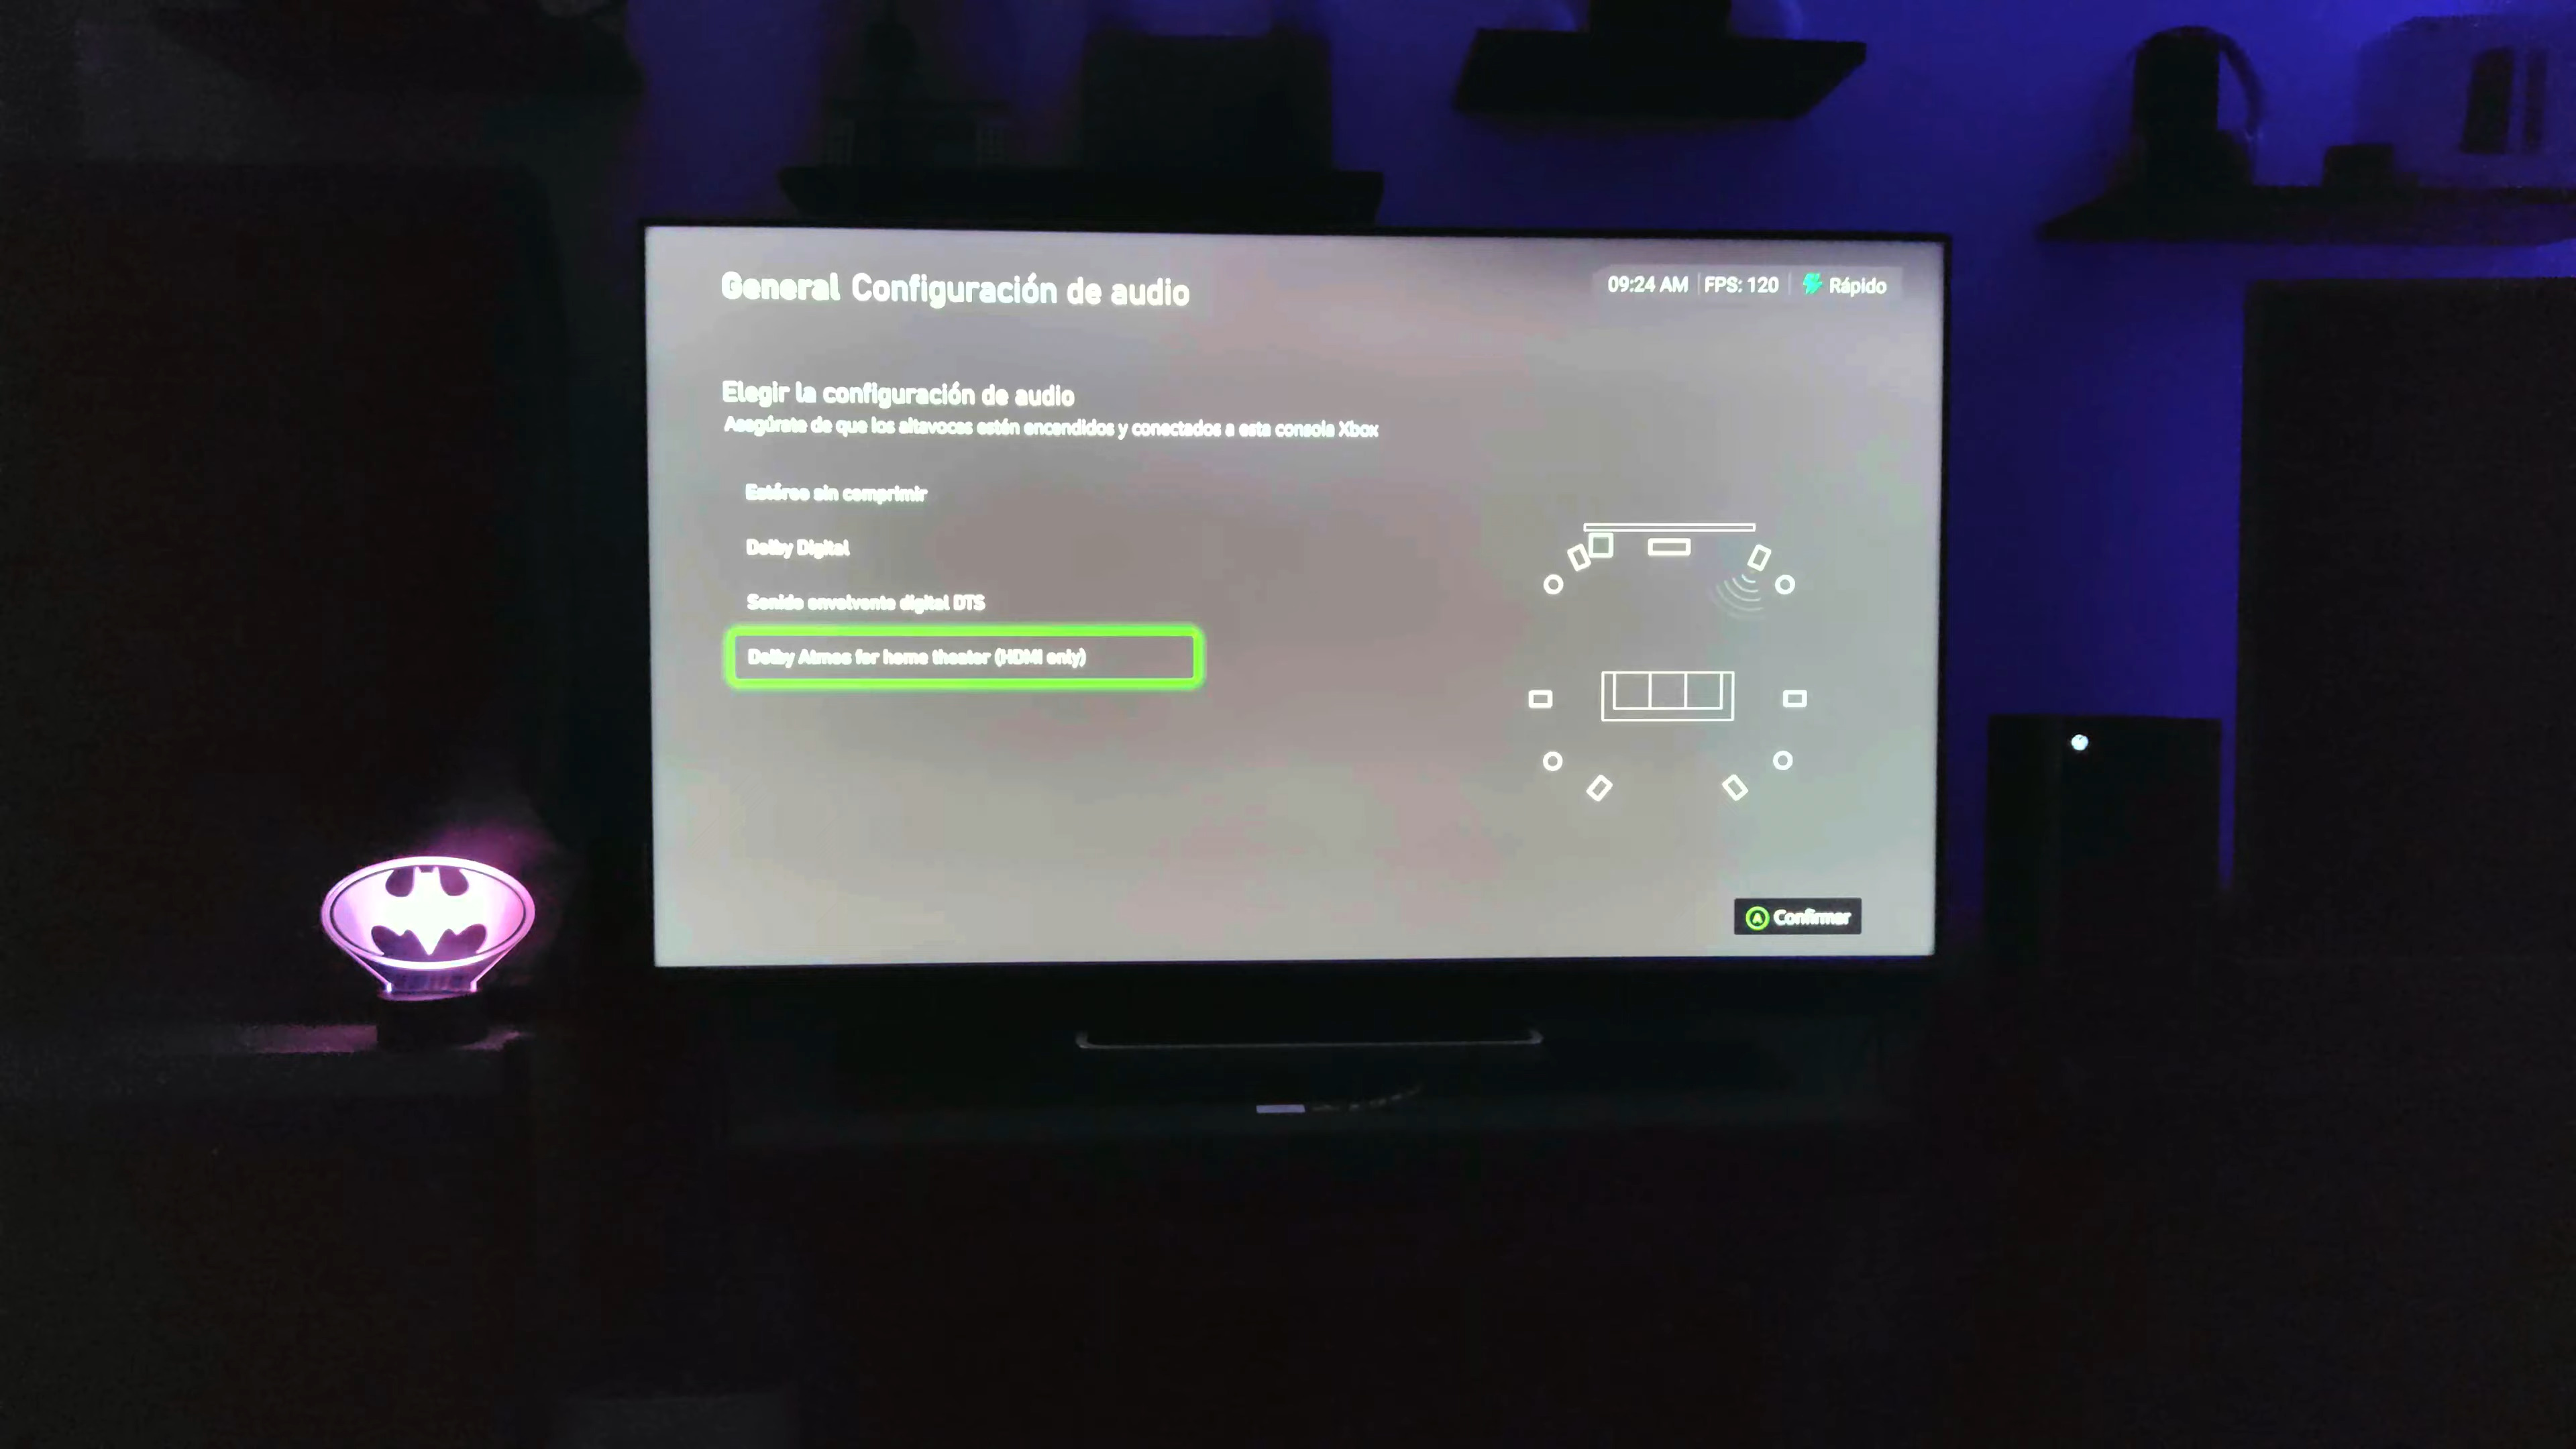 General Configuración de audio
09:24 AM FPS: 120 Rápido
Elegir la configuración de audio
Asegúrate de que los altavoces estén encendidos y conectados a esta consola Xbox
Estéreo sin comprimir
Dolby Digital
Sonido envolvente digital DTS
Dolby Atmos for home theater (HDMI only)
A Confirmar